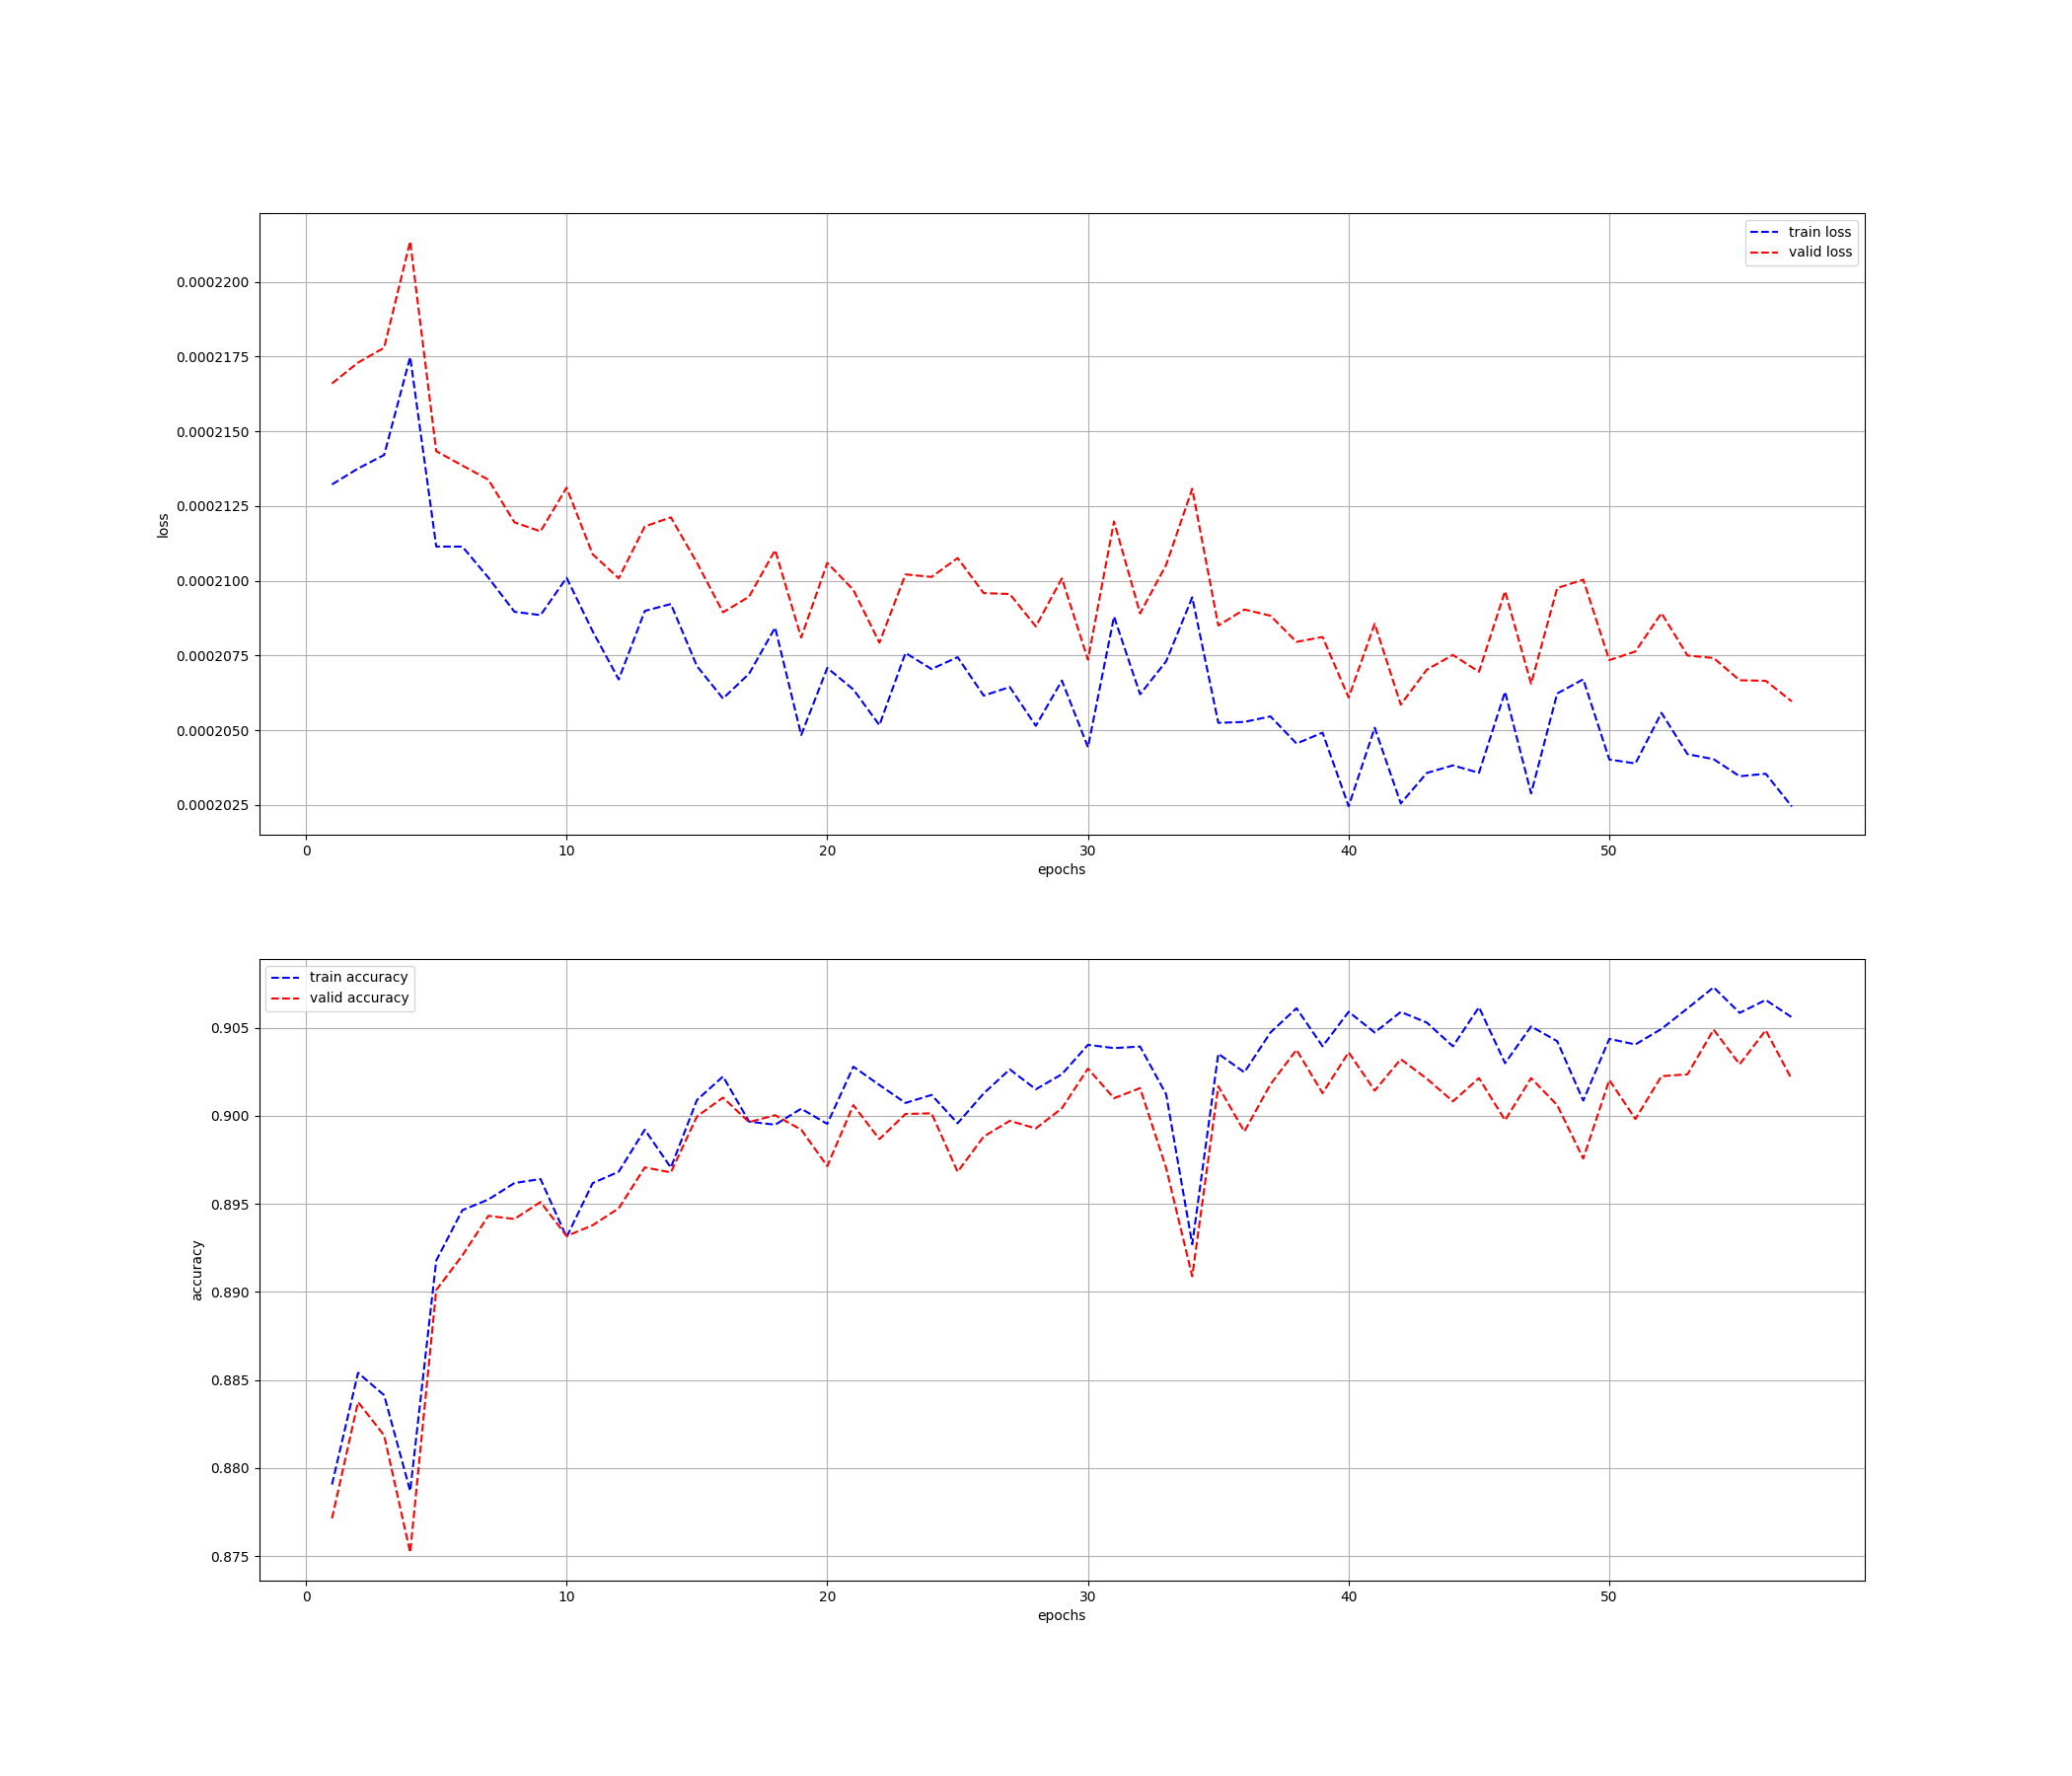 train loss
valid loss
0.0002200
0.0002175
0.0002150
0.0002125
0.0002100
0.0002075
0.0002050
0.0002025
loss
0 10 20 30 40 50
epochs
train accuracy
valid accuracy
0.905
0.900
0.895
0.890
0.885
0.880
0.875
accuracy
0 10 20 30 40 50
epochs